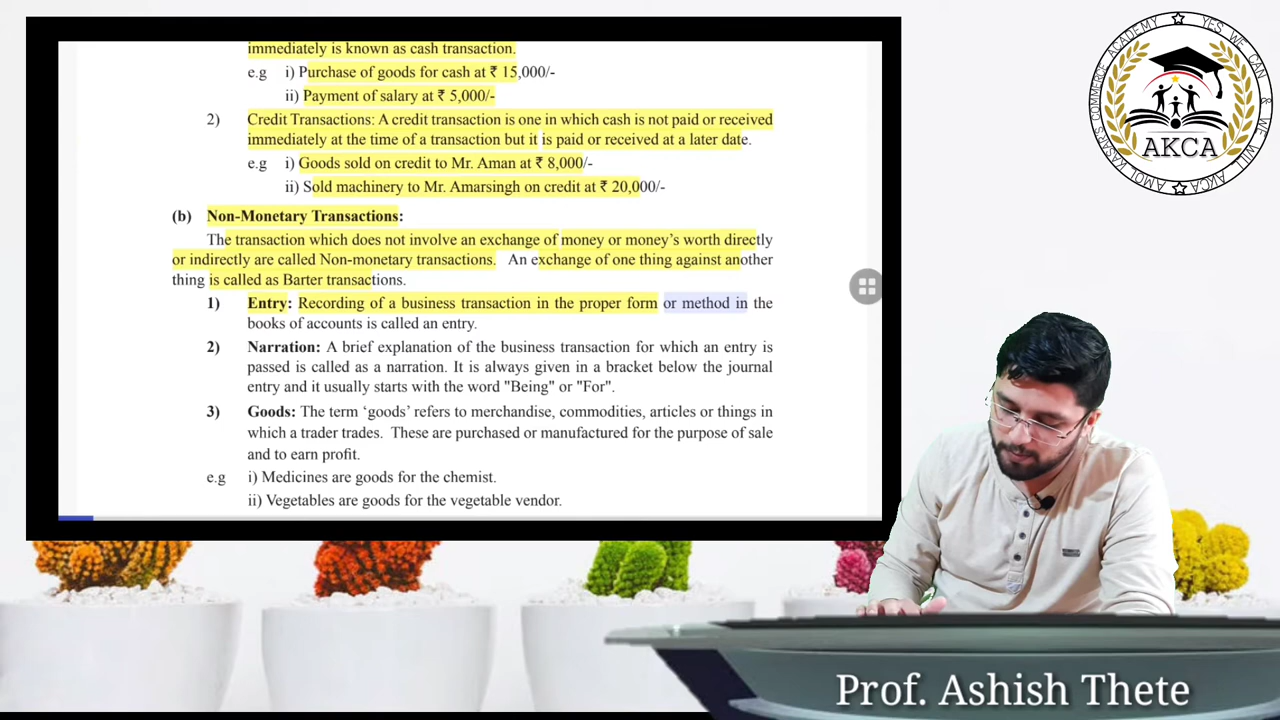 immediately is known as cash transaction.
e.g i) Purchase of goods for cash at ₹ 15,000/-
ii) Payment of salary at ₹ 5,000/-
2) Credit Transactions: A credit transaction is one in which cash is not paid or received
immediately at the time of a transaction but it is paid or received at a later date.
e.g i) Goods sold on credit to Mr. Aman at ₹ 8,000/-
ii) Sold machinery to Mr. Amarsingh on credit at ₹ 20,000/-
(b) Non-Monetary Transactions:
The transaction which does not involve an exchange of money or money's worth directly
or indirectly are called Non-monetary transactions. An exchange of one thing against another
thing is called as Barter transactions.
1) Entry: Recording of a business transaction in the proper form or method in the
books of accounts is called an entry.
2) Narration: A brief explanation of the business transaction for which an entry is
passed is called as a narration. It is always given in a bracket below the journal
entry and it usually starts with the word "Being" or "For".
3) Goods: The term 'goods' refers to merchandise, commodities, articles or things in
which a trader trades. These are purchased or manufactured for the purpose of sale
and to earn profit.
e.g i) Medicines are goods for the chemist.
ii) Vegetables are goods for the vegetable vendor.
AMOL KASAR'S COMMERCE ACADEMY
YES WE CAN & WE WILL
AKCA
AKCA
Prof. Ashish Thete